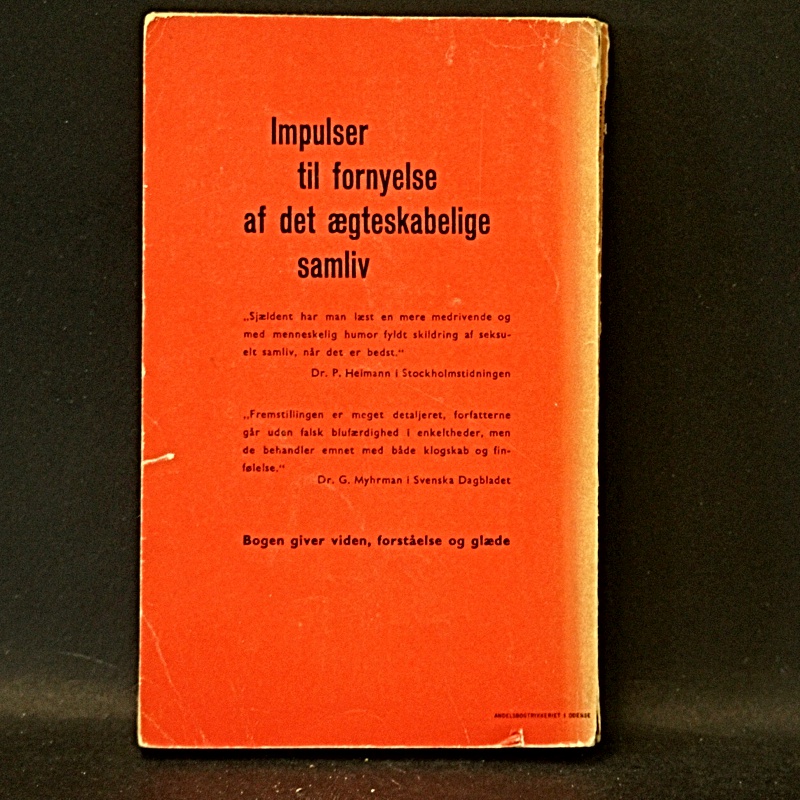 Impulser
til fornyelse
af det ægteskabelige
samliv
„Sjældent har man læst en mere medrivende og
med menneskelig humor fyldt skildring af seksu-
elt samliv, når det er bedst.“
Dr. P. Heimann i Stockholmstidningen
„Fremstillingen er meget detaljeret, forfatterne
går uden falsk blufærdighed i enkeltheder, men
de behandler emnet med både klogskab og fin-
følelse.“
Dr. G. Myhrman i Svenska Dagbladet
Bogen giver viden, forståelse og glæde
ANDELSBOGTRYKKERIET I ODENSE